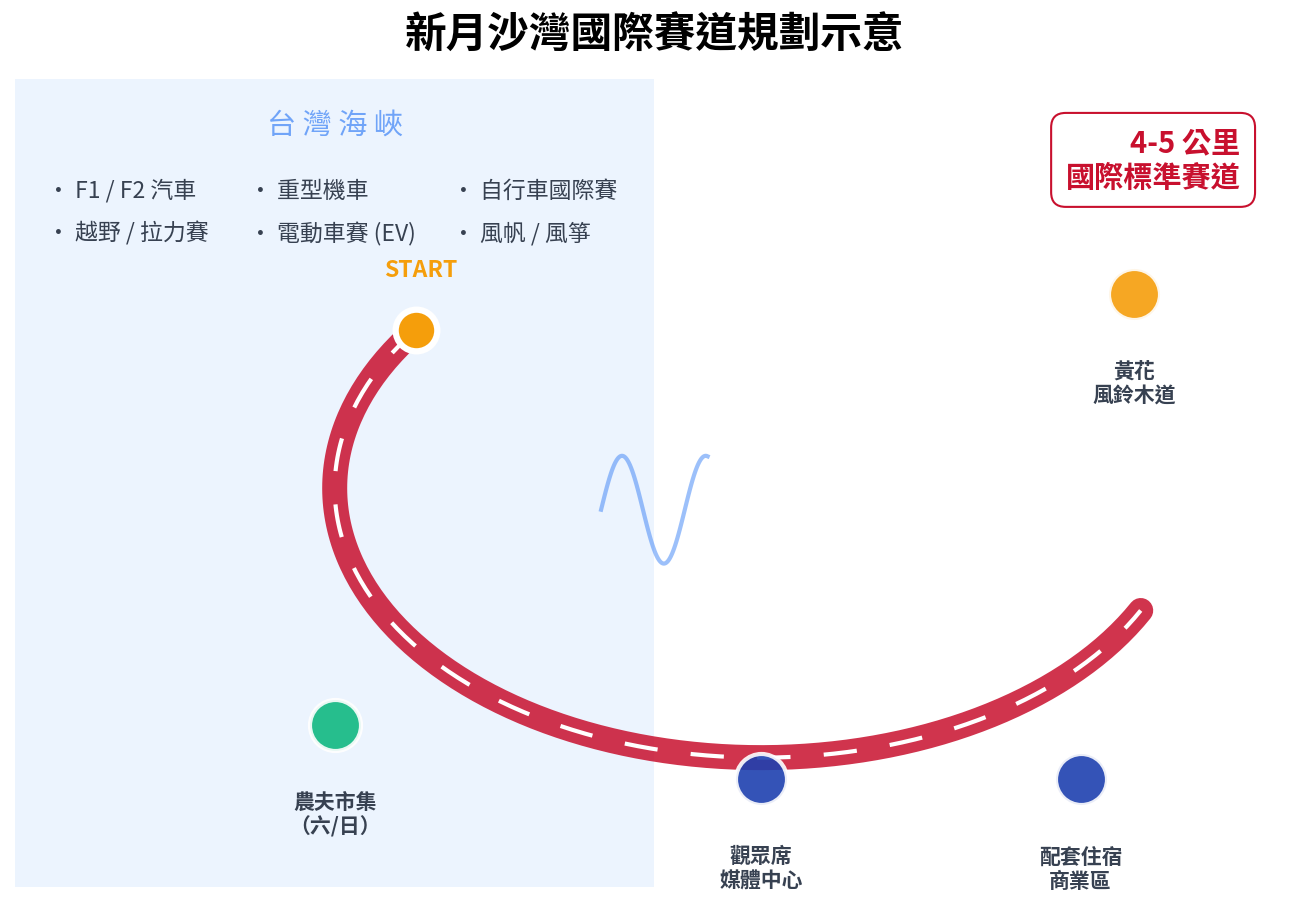 新月沙灣國際賽道規劃示意
台灣海峽
• F1 / F2 汽車
• 重型機車
• 自行車國際賽
• 越野 / 拉力賽
• 電動車賽 (EV)
• 風帆 / 風箏
START
4-5 公里
國際標準賽道
黃花
風鈴木道
農夫市集
（六/日）
觀眾席
媒體中心
配套住宿
商業區